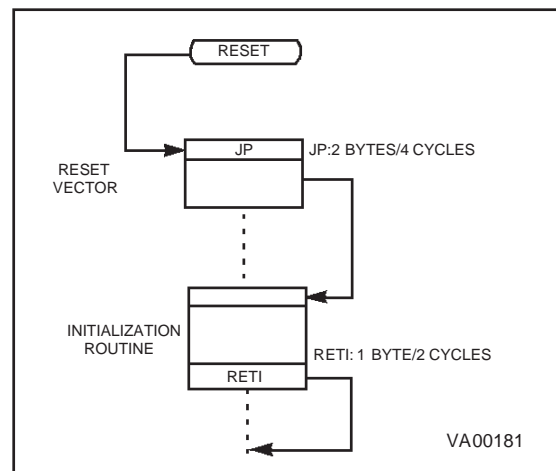 RESET
JP
JP:2 BYTES/4 CYCLES
RESET
VECTOR
INITIALIZATION
ROUTINE
RETI: 1 BYTE/2 CYCLES
RETI
VA00181